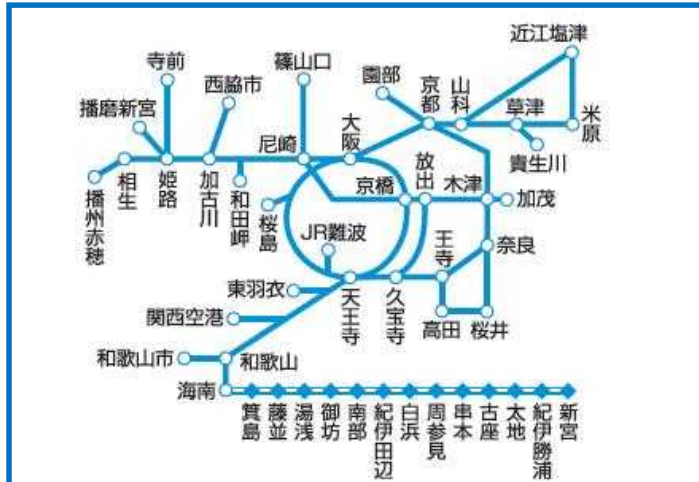 近江塩津
寺前
篠山口
西脇市
園部
京都
山科
播磨新宮
草津
米原
大阪
尼崎
放出
貴生川
京橋
木津
加茂
相生
姫路
加古川
和田岬
播州赤穂
桜島
JR難波
王寺
奈良
東羽衣
天王寺
久宝寺
関西空港
高田
桜井
和歌山市
和歌山
海南
箕島
藤並
湯浅
御坊
南部
紀伊田辺
白浜
周参見
串本
古座
太地
紀伊勝浦
新宮